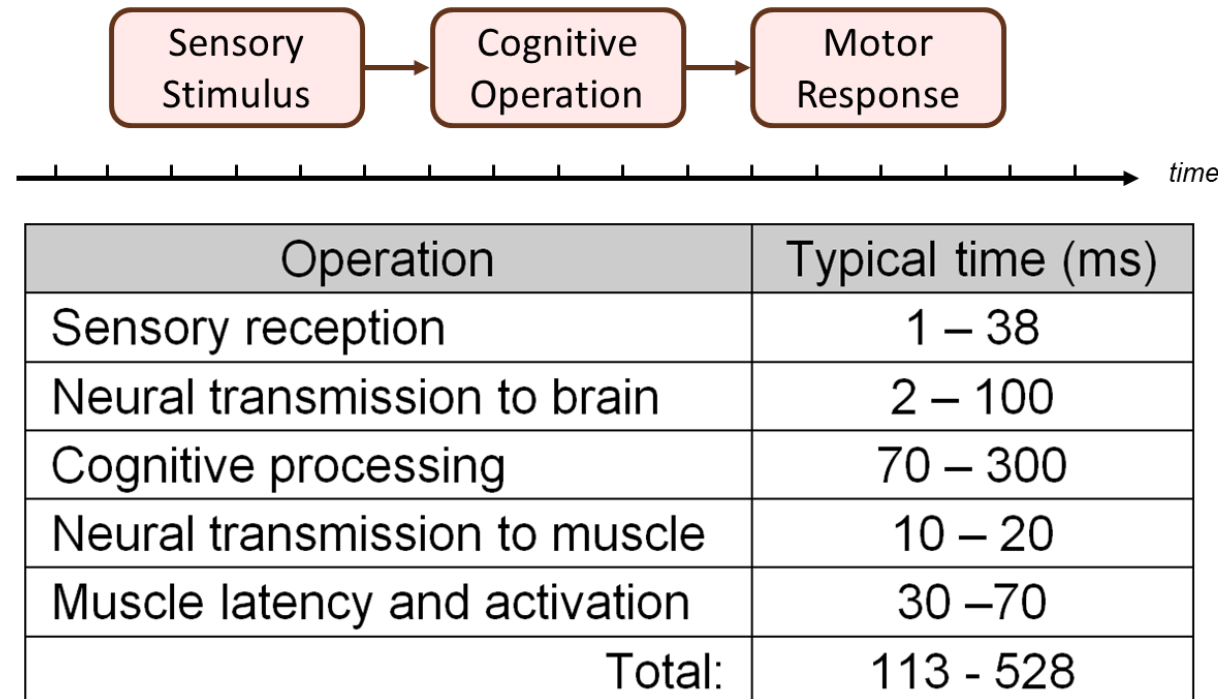 Sensory Stimulus
Cognitive Operation
Motor Response
time
Operation Typical time (ms)
Sensory reception 1 – 38
Neural transmission to brain 2 – 100
Cognitive processing 70 – 300
Neural transmission to muscle 10 – 20
Muscle latency and activation 30 –70
Total: 113 - 528